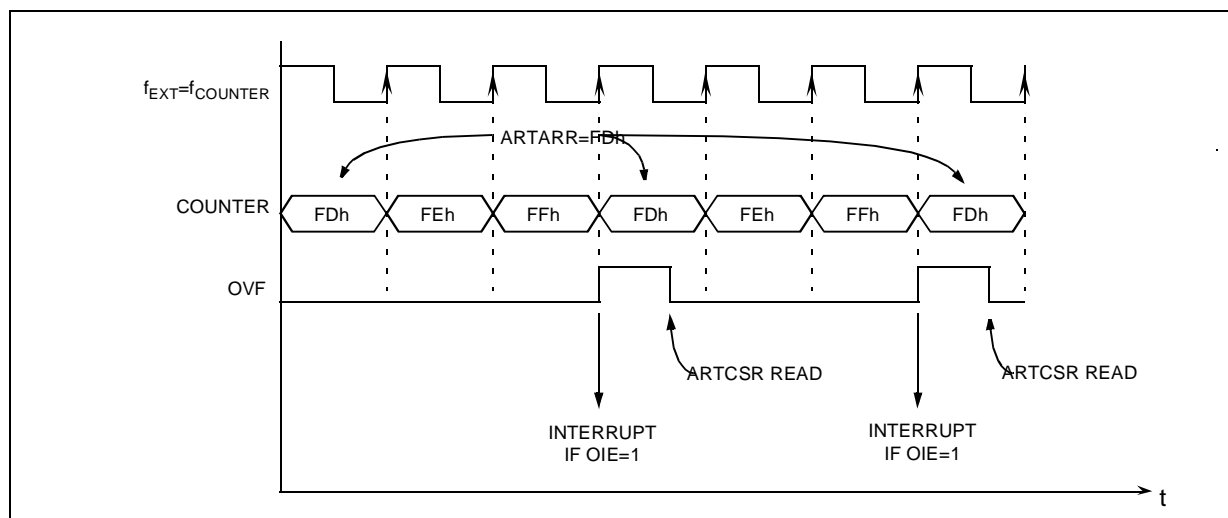 fEXT=fCOUNTER
ARTARR=FDh
COUNTER
FDh FEh FFh FDh FEh FFh FDh
OVF
ARTCSR READ
ARTCSR READ
INTERRUPT
IF OIE=1
INTERRUPT
IF OIE=1
t